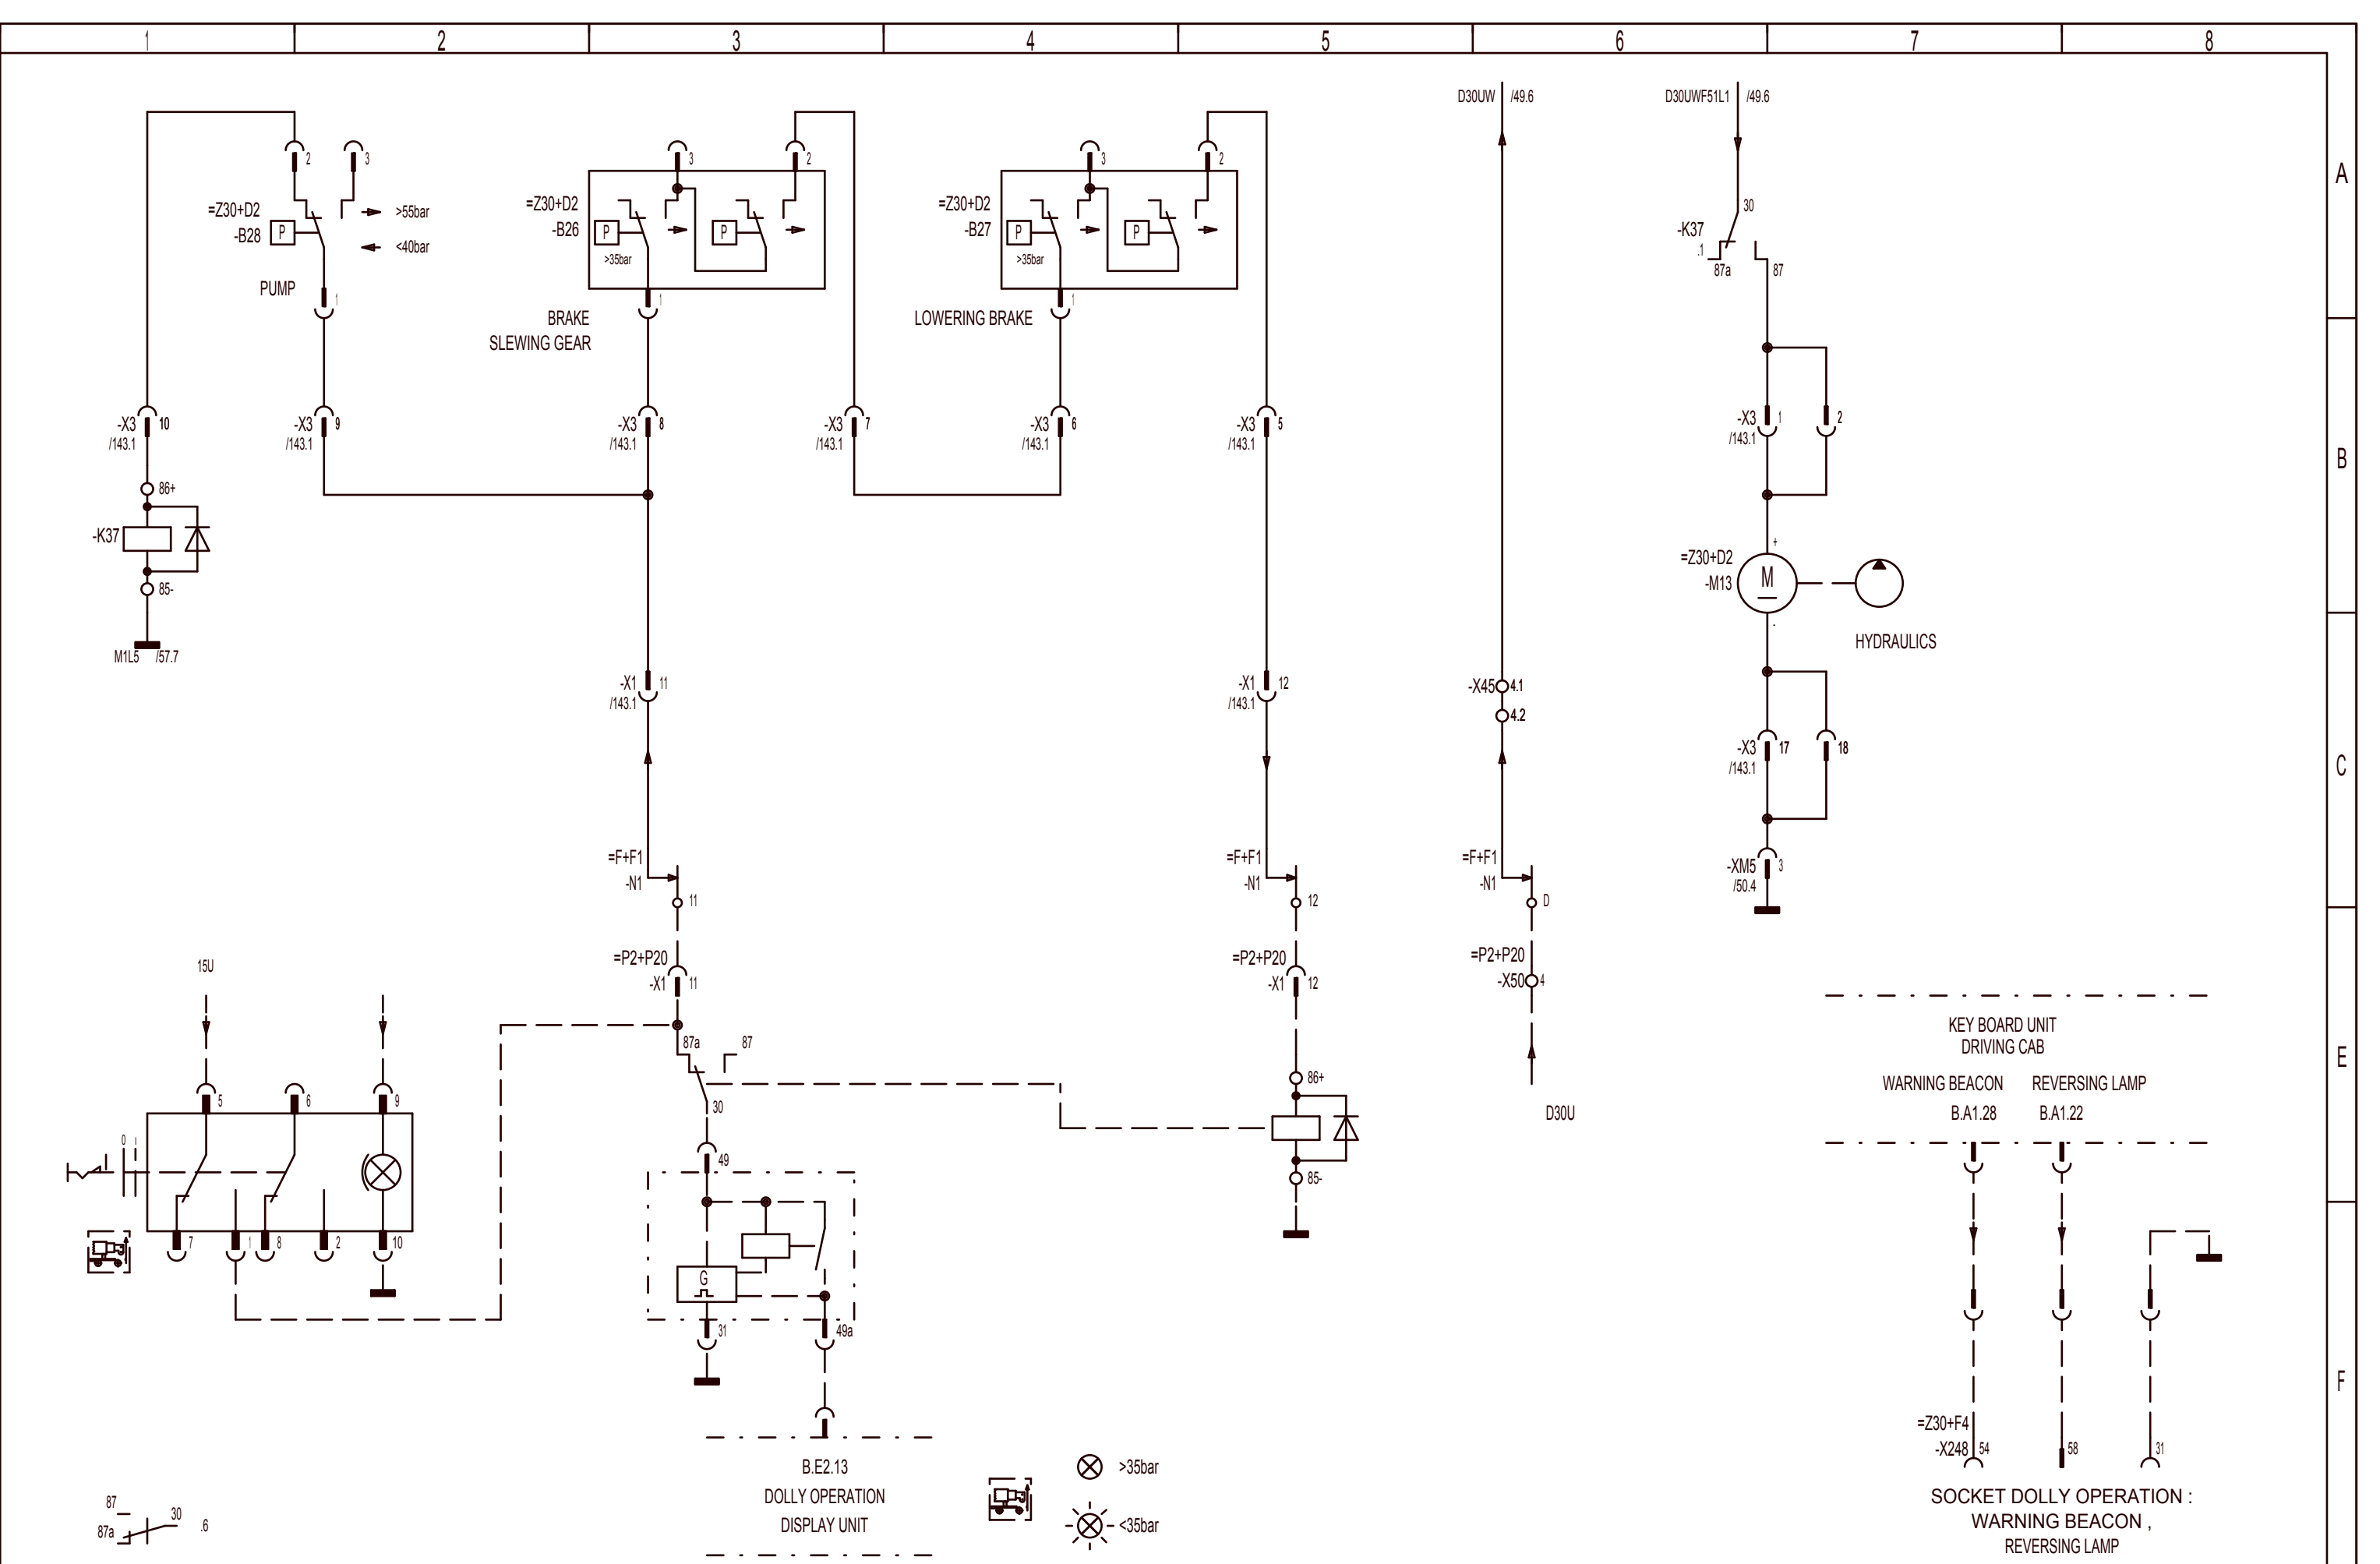 1 2 3 4 5 6 7 8
D30UW /49.6
D30UWF51L1 /49.6
2 3
3 2
3 2
A
=Z30+D2
-B28 P
>55bar
<40bar
PUMP
1
=Z30+D2
-B26 P P
>35bar
1
BRAKE
SLEWING GEAR
=Z30+D2
-B27 P P
>35bar
1
LOWERING BRAKE
30
-K37
.1
87a 87
-X3 10
/143.1
-X3 9
/143.1
-X3 8
/143.1
-X3 7
/143.1
-X3 6
/143.1
-X3 5
/143.1
-X3 1 2
/143.1
B
86+
-K37
85-
M1L5 /57.7
+
=Z30+D2
-M13 M
-
HYDRAULICS
-X1 11
/143.1
-X1 12
/143.1
-X45 4.1
4.2
-X3 17 18
/143.1
C
=F+F1
-N1
11
=F+F1
-N1
12
=F+F1
-N1
D
-XM5 3
/50.4
=P2+P20
-X1 11
=P2+P20
-X1 12
=P2+P20
-X50 4
D30U
15U
87a 87
30
86+
85-
KEY BOARD UNIT
DRIVING CAB
WARNING BEACON REVERSING LAMP
B.A1.28 B.A1.22
E
5 6 9
0 I
7 1 8 2 10
49
G
31 49a
B.E2.13
DOLLY OPERATION
DISPLAY UNIT
>35bar
<35bar
F
=Z30+F4
-X248 54 58 31
SOCKET DOLLY OPERATION :
WARNING BEACON ,
REVERSING LAMP
87
87a 30 .6